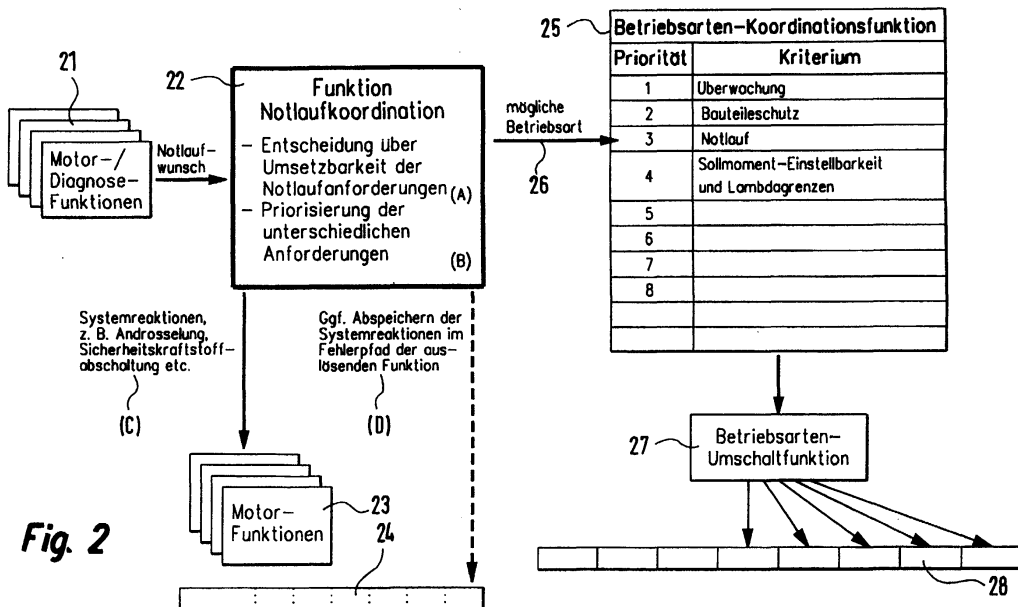 21
Motor-/
Diagnose-
Funktionen
Notlauf-
wunsch
22
Funktion
Notlaufkoordination
– Entscheidung über
Umsetzbarkeit der
Notlaufanforderungen (A)
– Priorisierung der
unterschiedlichen
Anforderungen
(B)
mögliche
Betriebsart
26
25
Betriebsarten-Koordinationsfunktion
Priorität Kriterium
1 Überwachung
2 Bauteileschutz
3 Notlauf
4 Sollmoment-Einstellbarkeit
und Lambdagrenzen
5
6
7
8
Systemreaktionen,
z. B. Androsselung,
Sicherheitskraftstoff-
abschaltung etc.
(C)
Ggf. Abspeichern der
Systemreaktionen im
Fehlerpfad der aus-
lösenden Funktion
(D)
27
Betriebsarten-
Umschaltfunktion
Motor-
Funktionen
23
24
28
Fig. 2